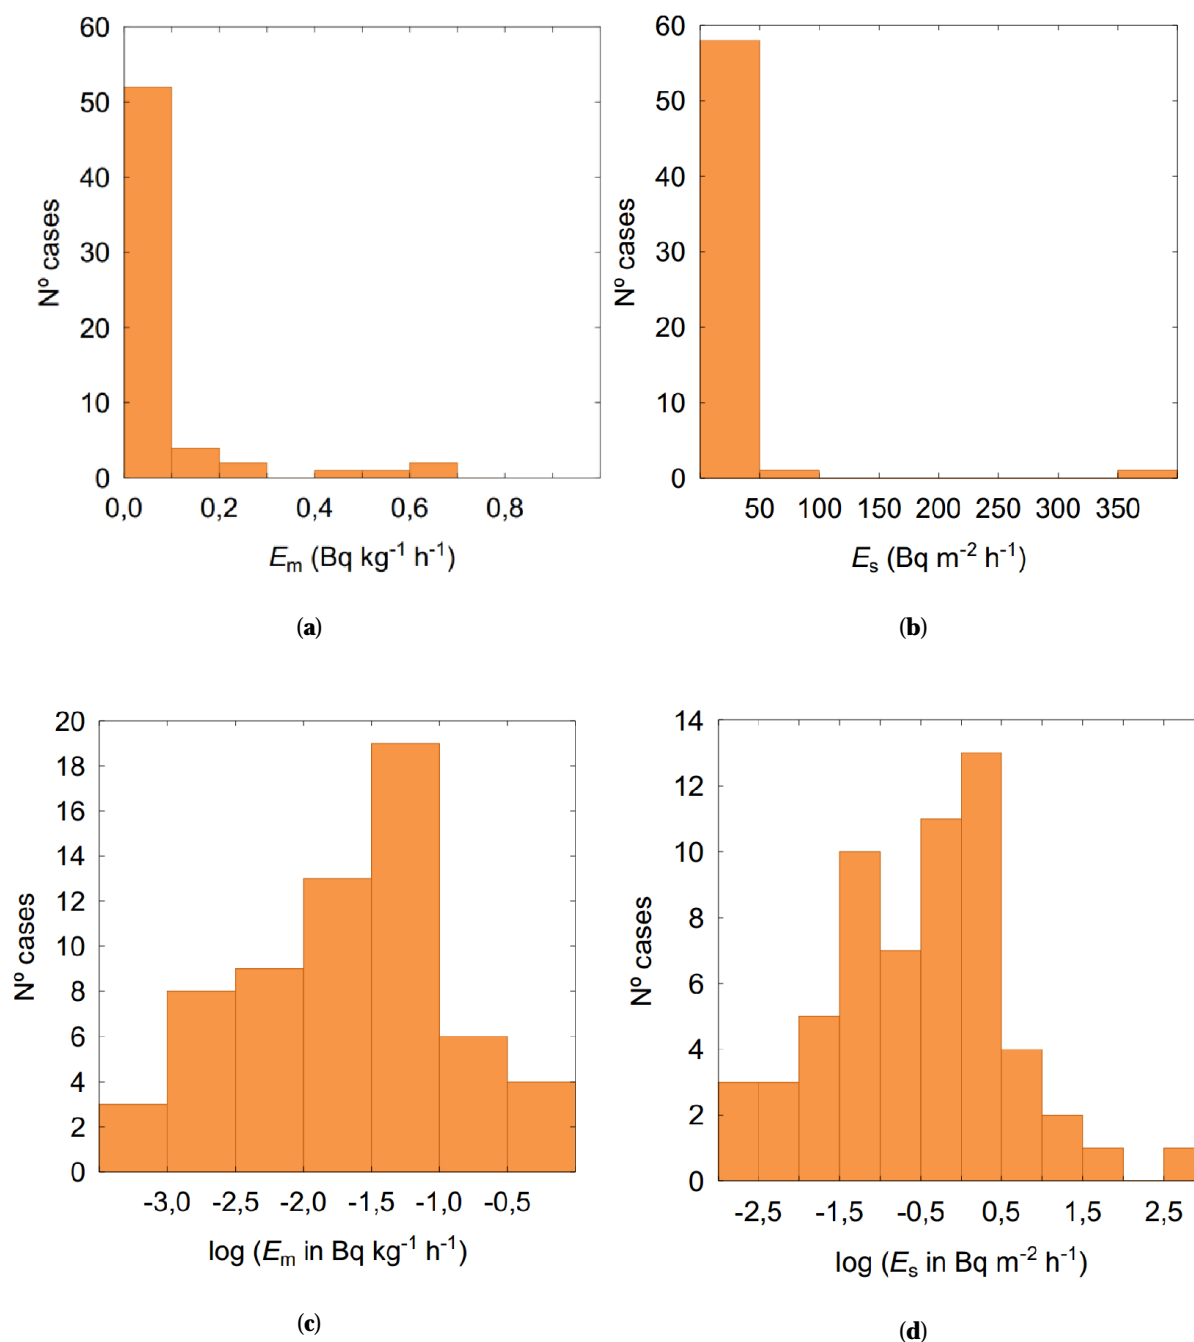 60
50
40
30
20
10
0
Nº cases
0,0 0,2 0,4 0,6 0,8
E_m (Bq kg⁻¹ h⁻¹)
(a)
60
50
40
30
20
10
0
Nº cases
50 100 150 200 250 300 350
E_s (Bq m⁻² h⁻¹)
(b)
20
18
16
14
12
10
8
6
4
2
0
Nº cases
-3,0 -2,5 -2,0 -1,5 -1,0 -0,5
log (E_m in Bq kg⁻¹ h⁻¹)
(c)
14
12
10
8
6
4
2
0
Nº cases
-2,5 -1,5 -0,5 0,5 1,5 2,5
log (E_s in Bq m⁻² h⁻¹)
(d)